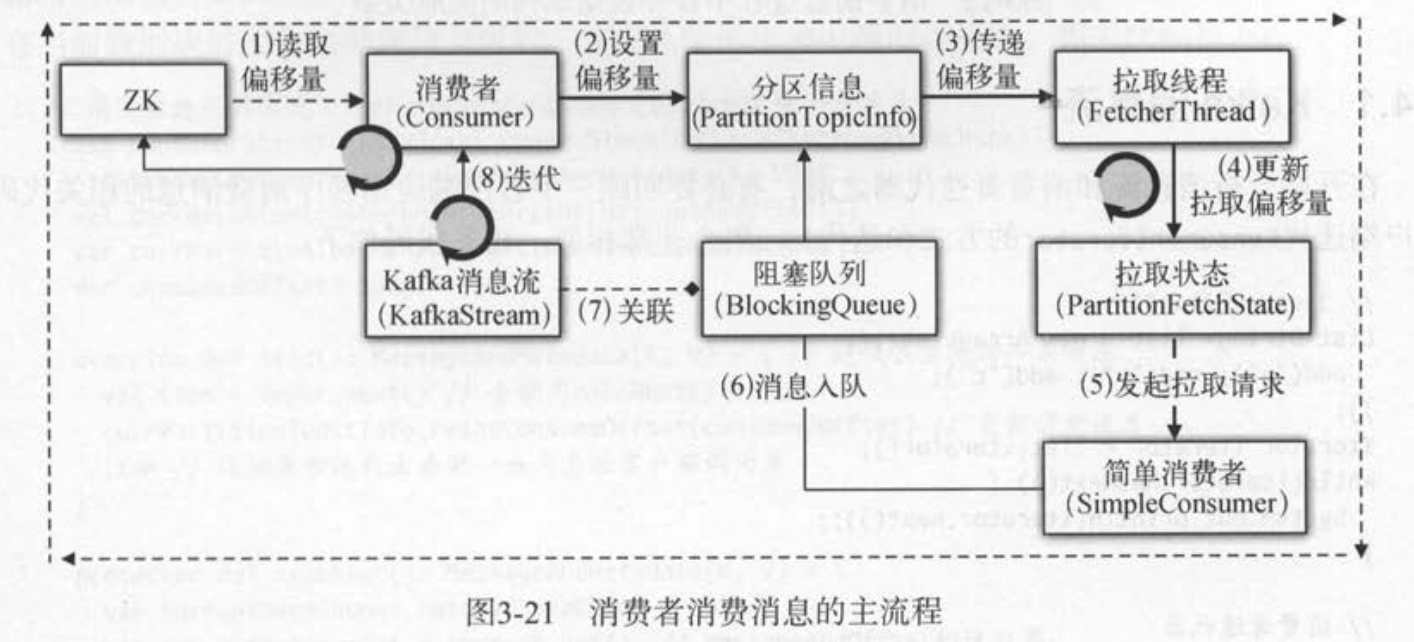 (1)读取
偏移量
(2)设置
偏移量
(3)传递
偏移量
ZK
消费者
(Consumer)
分区信息
(PartitionTopicInfo)
拉取线程
(FetcherThread)
(8)迭代
(4)更新
拉取偏移量
Kafka消息流
(KafkaStream)
(7)关联
阻塞队列
(BlockingQueue)
拉取状态
(PartitionFetchState)
(6)消息入队
(5)发起拉取请求
简单消费者
(SimpleConsumer)
图3-21 消费者消费消息的主流程